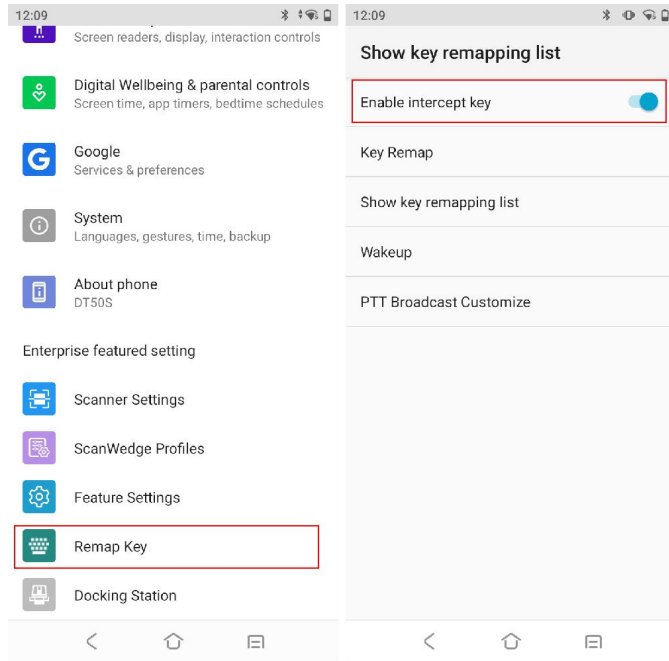 12:09
Screen readers, display, interaction controls
Digital Wellbeing & parental controls
Screen time, app timers, bedtime schedules
Google
Services & preferences
System
Languages, gestures, time, backup
About phone
DT50S
Enterprise featured setting
Scanner Settings
ScanWedge Profiles
Feature Settings
Remap Key
Docking Station
12:09
Show key remapping list
Enable intercept key
Key Remap
Show key remapping list
Wakeup
PTT Broadcast Customize